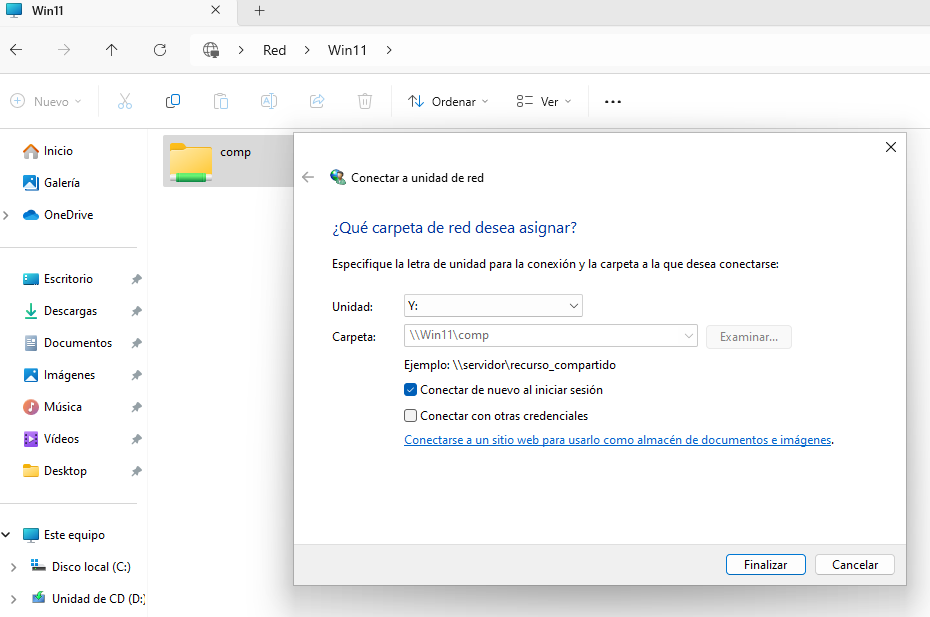 Win11
Red Win11
Nuevo Ordenar Ver
Inicio
Galería
OneDrive
Escritorio
Descargas
Documentos
Imágenes
Música
Vídeos
Desktop
Este equipo
Disco local (C:)
Unidad de CD (D:)
comp
Conectar a unidad de red
¿Qué carpeta de red desea asignar?
Especifique la letra de unidad para la conexión y la carpeta a la que desea conectarse:
Unidad: Y:
Carpeta: \\Win11\comp Examinar...
Ejemplo: \\servidor\recurso_compartido
Conectar de nuevo al iniciar sesión
Conectar con otras credenciales
Conectarse a un sitio web para usarlo como almacén de documentos e imágenes.
Finalizar Cancelar